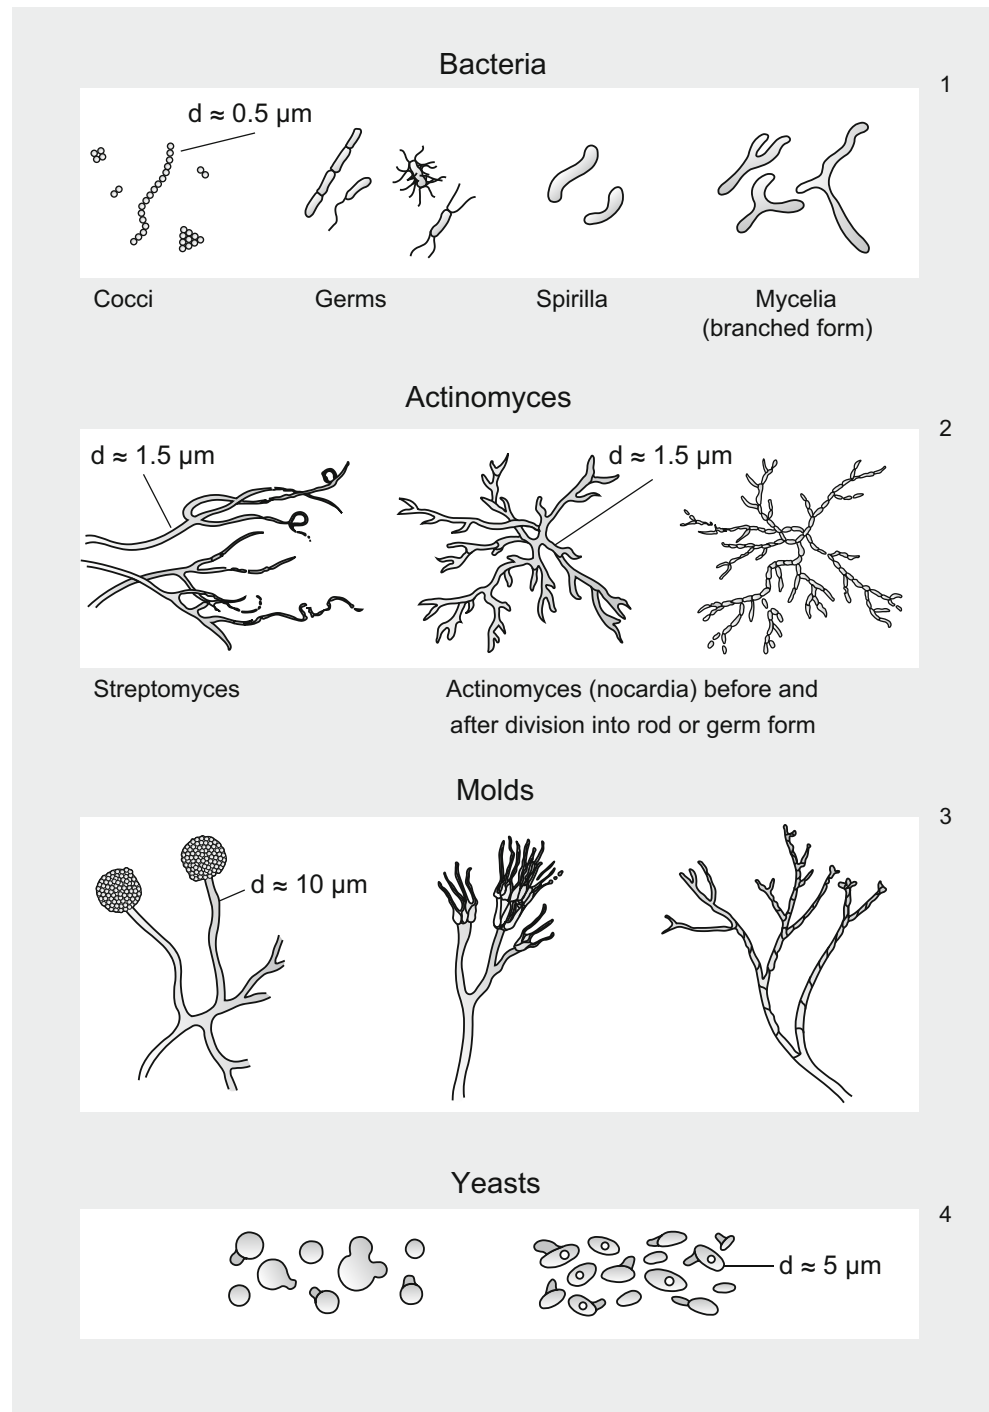 Bacteria
1
d ≈ 0.5 µm
Cocci
Germs
Spirilla
Mycelia
(branched form)
Actinomyces
2
d ≈ 1.5 µm
d ≈ 1.5 µm
Streptomyces
Actinomyces (nocardia) before and
after division into rod or germ form
Molds
3
d ≈ 10 µm
Yeasts
4
d ≈ 5 µm